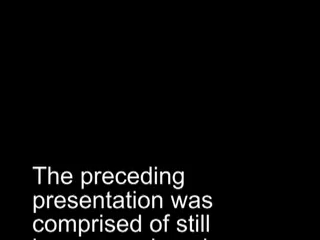 The preceding
presentation was
comprised of still